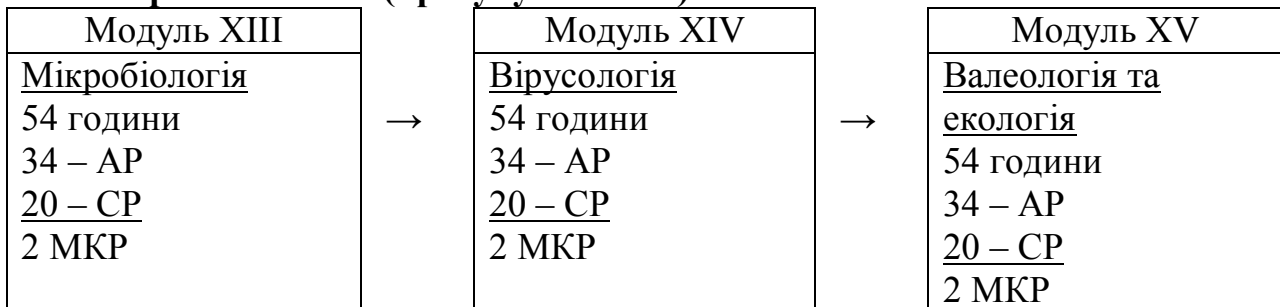 Модуль XIII
Мікробіологія
54 години
34 – АР
20 – СР
2 МКР
→
Модуль XIV
Вірусологія
54 години
34 – АР
20 – СР
2 МКР
→
Модуль XV
Валеологія та
екологія
54 години
34 – АР
20 – СР
2 МКР